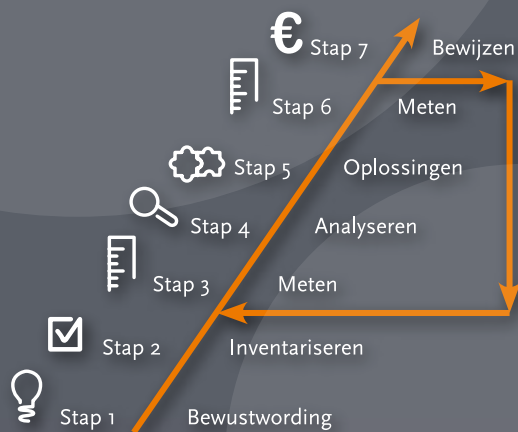 € Stap 7 Bewijzen
Stap 6 Meten
Stap 5 Oplossingen
Stap 4 Analyseren
Stap 3 Meten
Stap 2 Inventariseren
Stap 1 Bewustwording